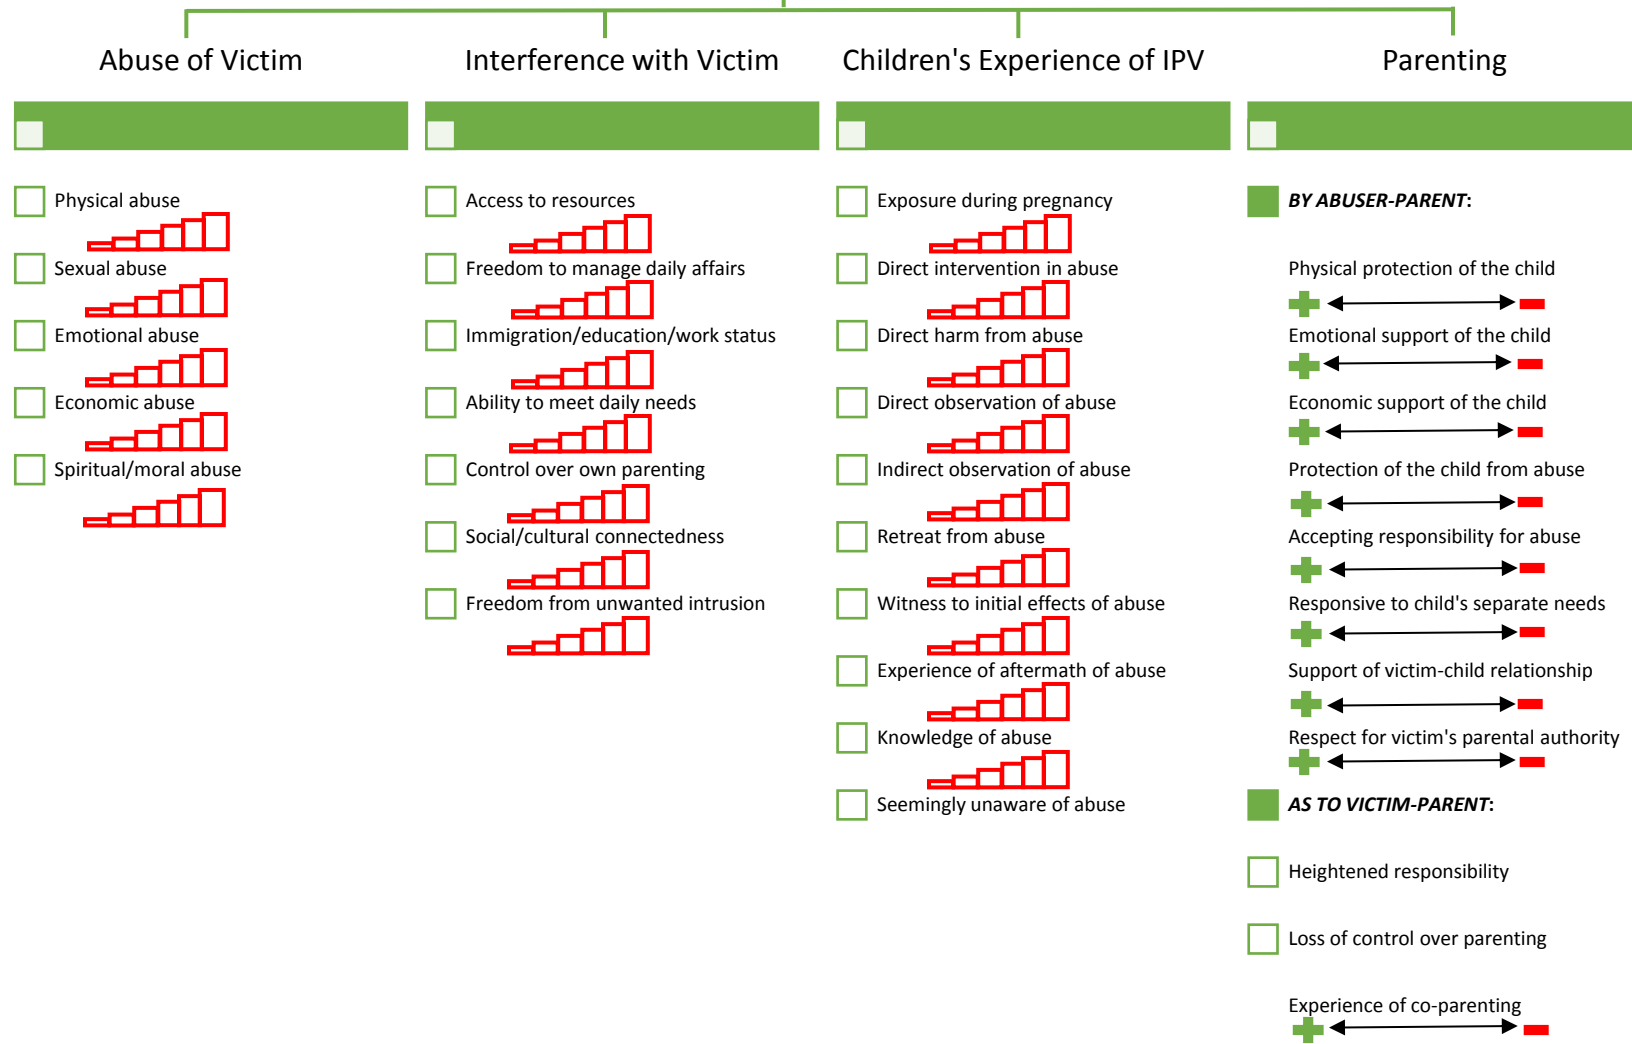 Abuse of Victim
Physical abuse
Sexual abuse
Emotional abuse
Economic abuse
Spiritual/moral abuse
Interference with Victim
Access to resources
Freedom to manage daily affairs
Immigration/education/work status
Ability to meet daily needs
Control over own parenting
Social/cultural connectedness
Freedom from unwanted intrusion
Children's Experience of IPV
Exposure during pregnancy
Direct intervention in abuse
Direct harm from abuse
Direct observation of abuse
Indirect observation of abuse
Retreat from abuse
Witness to initial effects of abuse
Experience of aftermath of abuse
Knowledge of abuse
Seemingly unaware of abuse
Parenting
BY ABUSER-PARENT:
Physical protection of the child
Emotional support of the child
Economic support of the child
Protection of the child from abuse
Accepting responsibility for abuse
Responsive to child's separate needs
Support of victim-child relationship
Respect for victim's parental authority
AS TO VICTIM-PARENT:
Heightened responsibility
Loss of control over parenting
Experience of co-parenting